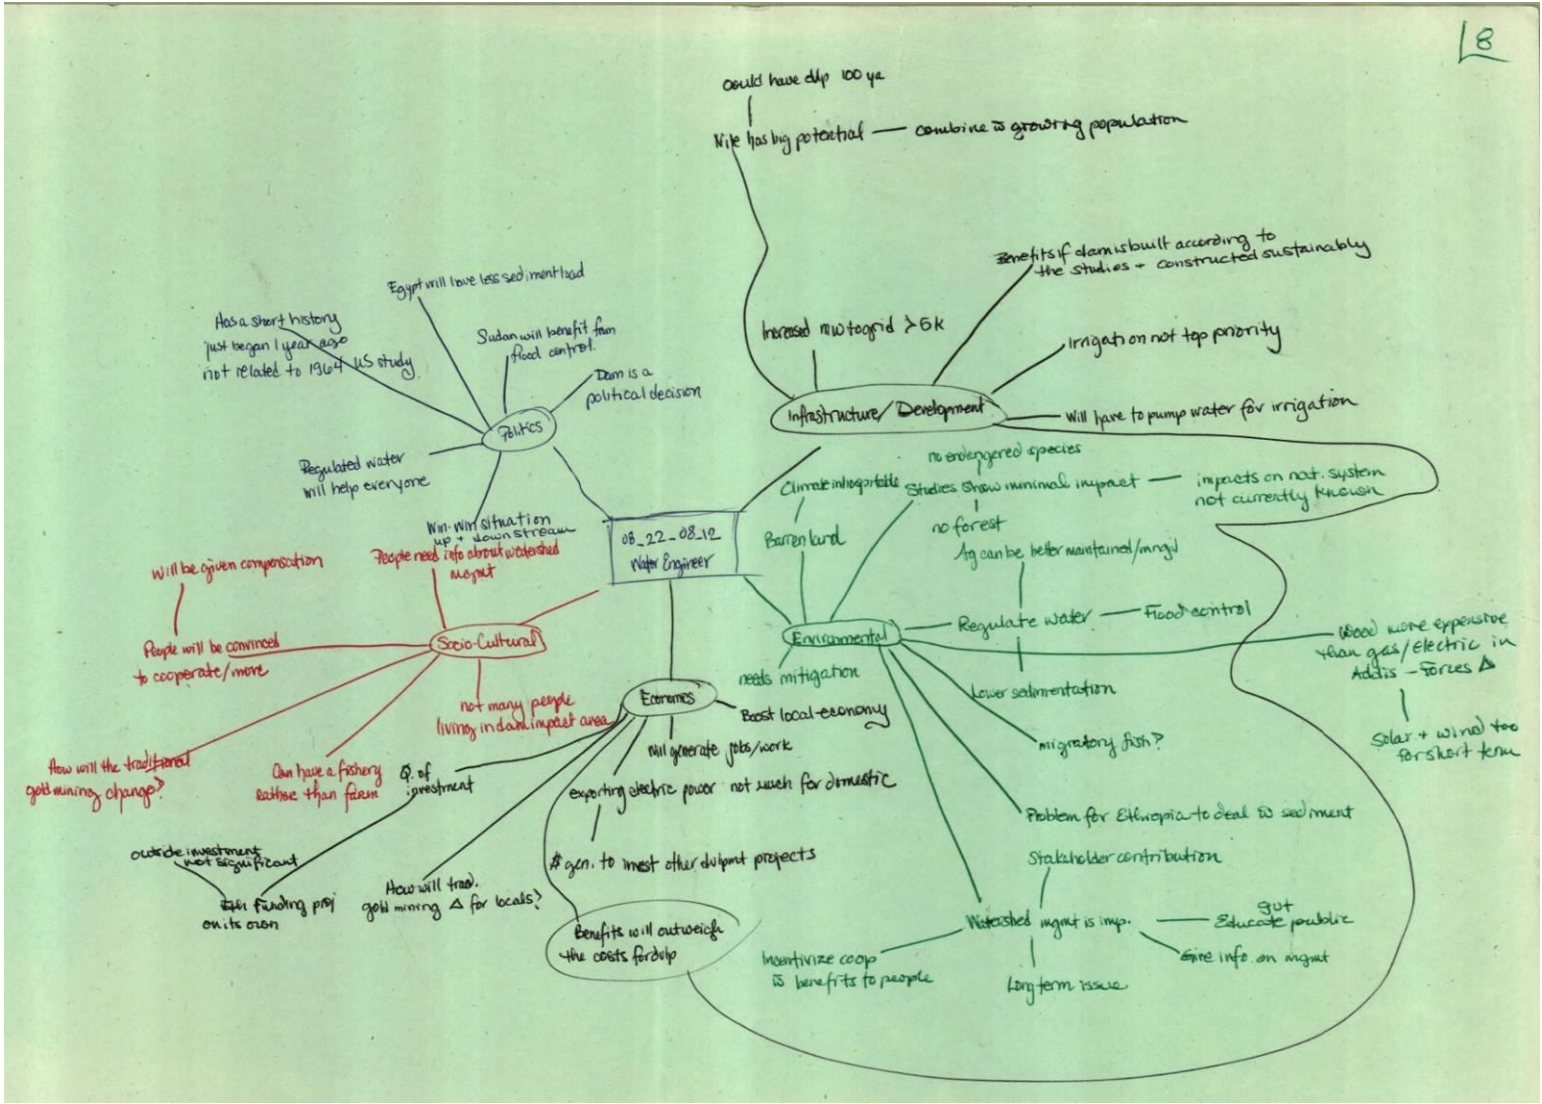 8
Could have dvlp 100 ya
Nile has big potential — combine w̄ growing population
Benefits if dam is built according to
the studies + constructed sustainably
Increased mw to grid >5k
Irrigation not top priority
Infrastructure/Development
Will have to pump water for irrigation
Egypt will have less sediment load
Has a short history
just began 1 year ago
not related to 1964 US study
Sudan will benefit from
flood control.
Dam is a
political decision
Politics
Regulated water
will help everyone
Win-win situation
up + downstream
08_22_08_12
Water Engineer
no endangered species
Climate inhospitable
Studies show minimal impact — impacts on nat. system
not currently known
no forest
Barren land
Ag can be better maintained/mngd
Regulate water — Flood control
Environmental
needs mitigation
Lower sedimentation
Wood more expensive
than gas/electric in
Addis – Forces Δ
Solar + wind too
for short term
migratory fish?
Problem for Ethiopia to deal w̄ sediment
Stakeholder contribution
Watershed mgmt is imp.
gvt
Educate public
Give info. on mgmt
Incentivize coop
w̄ benefits to people
Long term issue
People need info about watershed
mgmt
Will be given compensation
Socio-Cultural
People will be convinced
to cooperate/move
not many people
living in dam impact area
How will the traditional
gold mining change?
Can have a fishery
rather than farm
Economics
Boost local economy
Will generate jobs/work
exporting electric power not much for domestic
$ gen. to invest other dvlpmt projects
Q. of
investment
outside investment
not significant
Eth Funding proj
on its own
How will trad.
gold mining Δ for locals?
Benefits will outweigh
the costs for dvlp